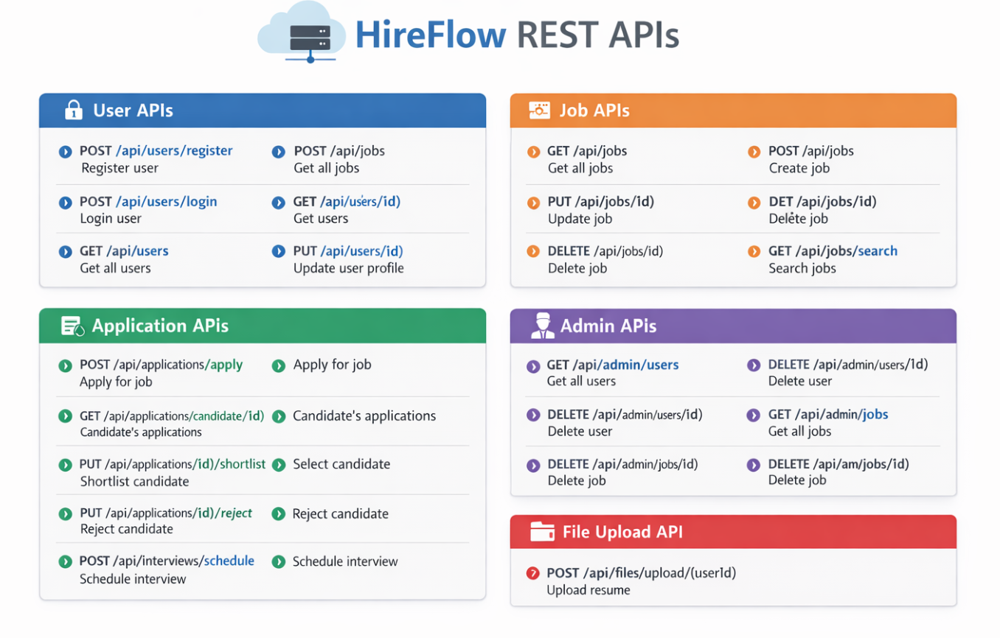 HireFlow REST APIs
User APIs
POST /api/users/register
Register user
POST /api/jobs
Get all jobs
POST /api/users/login
Login user
GET /api/users/id)
Get users
GET /api/users
Get all users
PUT /api/users/id)
Update user profile
Job APIs
GET /api/jobs
Get all jobs
POST /api/jobs
Create job
PUT /api/jobs/id)
Update job
DET /api/jobs/id)
Delete job
DELETE /api/jobs/id)
Delete job
GET /api/jobs/search
Search jobs
Application APIs
POST /api/applications/apply
Apply for job
Apply for job
GET /api/applications/candidate/id)
Candidate's applications
Candidate's applications
PUT /api/applications/id)/shortlist
Shortlist candidate
Select candidate
PUT /api/applications/id)/reject
Reject candidate
Reject candidate
POST /api/interviews/schedule
Schedule interview
Schedule interview
Admin APIs
GET /api/admin/users
Get all users
DELETE /api/admin/users/1d)
Delete user
DELETE /api/admin/users/id)
Delete user
GET /api/admin/jobs
Get all jobs
DELETE /api/admin/jobs/id)
Delete job
DELETE /api/am/jobs/id)
Delete job
File Upload API
POST /api/files/upload/(userId)
Upload resume